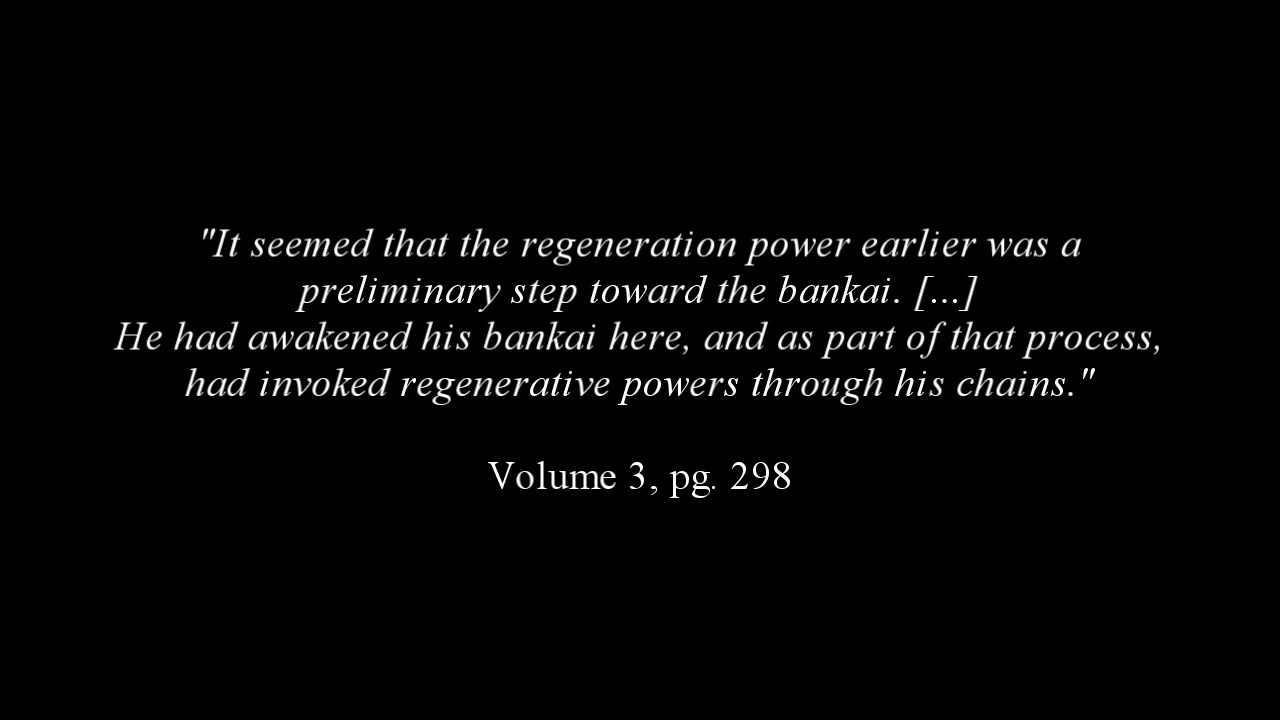 "It seemed that the regeneration power earlier was a
preliminary step toward the bankai. [...]
He had awakened his bankai here, and as part of that process,
had invoked regenerative powers through his chains."
Volume 3, pg. 298